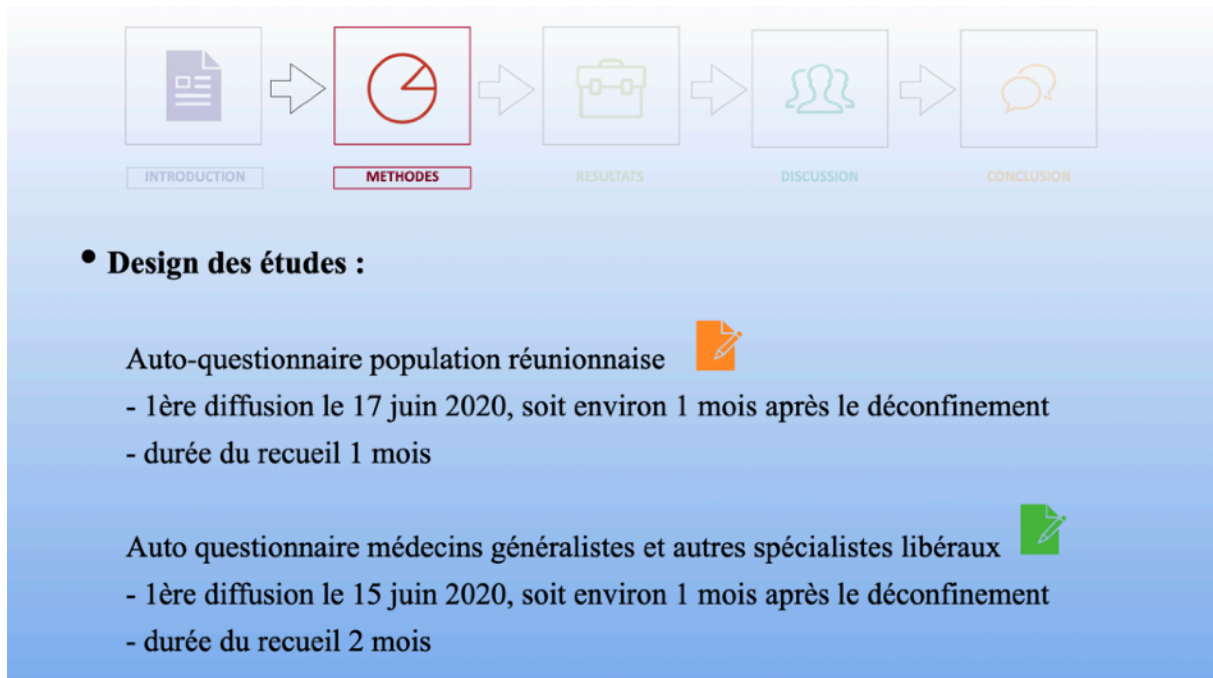 INTRODUCTION METHODES RESULTATS DISCUSSION CONCLUSION
• Design des études :
Auto-questionnaire population réunionnaise
- 1ère diffusion le 17 juin 2020, soit environ 1 mois après le déconfinement
- durée du recueil 1 mois
Auto questionnaire médecins généralistes et autres spécialistes libéraux
- 1ère diffusion le 15 juin 2020, soit environ 1 mois après le déconfinement
- durée du recueil 2 mois